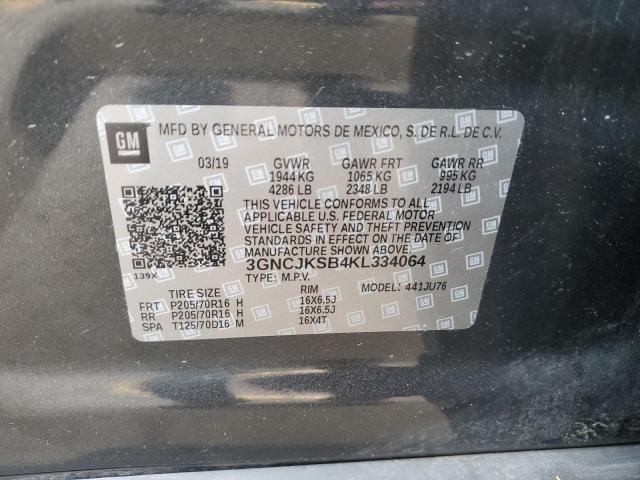 GM
MFD BY GENERAL MOTORS DE MEXICO, S. DE R.L. DE C.V.
03/19 GVWR GAWR FRT GAWR RR
1944 KG 1065 KG 995 KG
4286 LB 2348 LB 2194 LB
THIS VEHICLE CONFORMS TO ALL
APPLICABLE U.S. FEDERAL MOTOR
VEHICLE SAFETY AND THEFT
PREVENTION STANDARDS IN
EFFECT ON THE DATE OF
MANUFACTURE SHOWN ABOVE.
3GNCJKSB4KL334064
139X
TYPE: M.P.V. MODEL: 441JU76
TIRE SIZE RIM
FRT P205/70R16 H 16X6.5J
RR P205/70R16 H 16X6.5J
SPA T125/70D16 M 16X4T